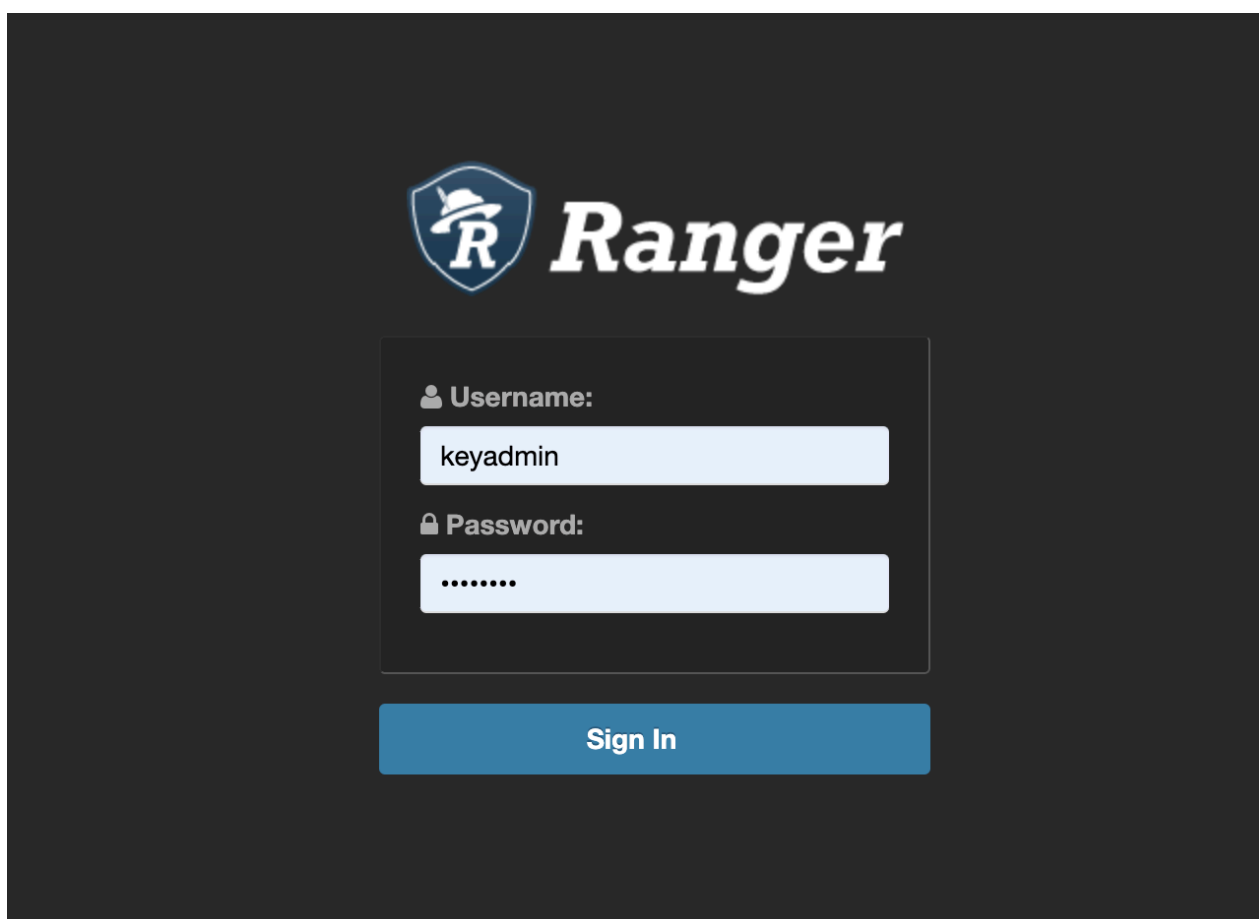 R Ranger
Username:
keyadmin
Password:
••••••••
Sign In